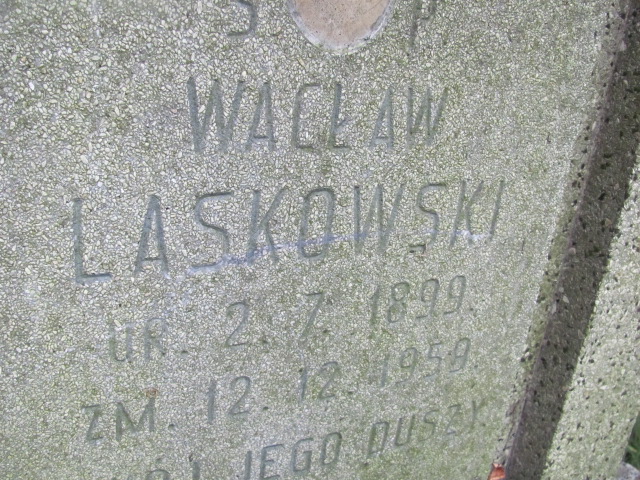 S P
WACŁAW
LASKOWSKI
UR. 2. 7. 1899.
ZM. 12. 12. 1959.
JEGO DUSZY.